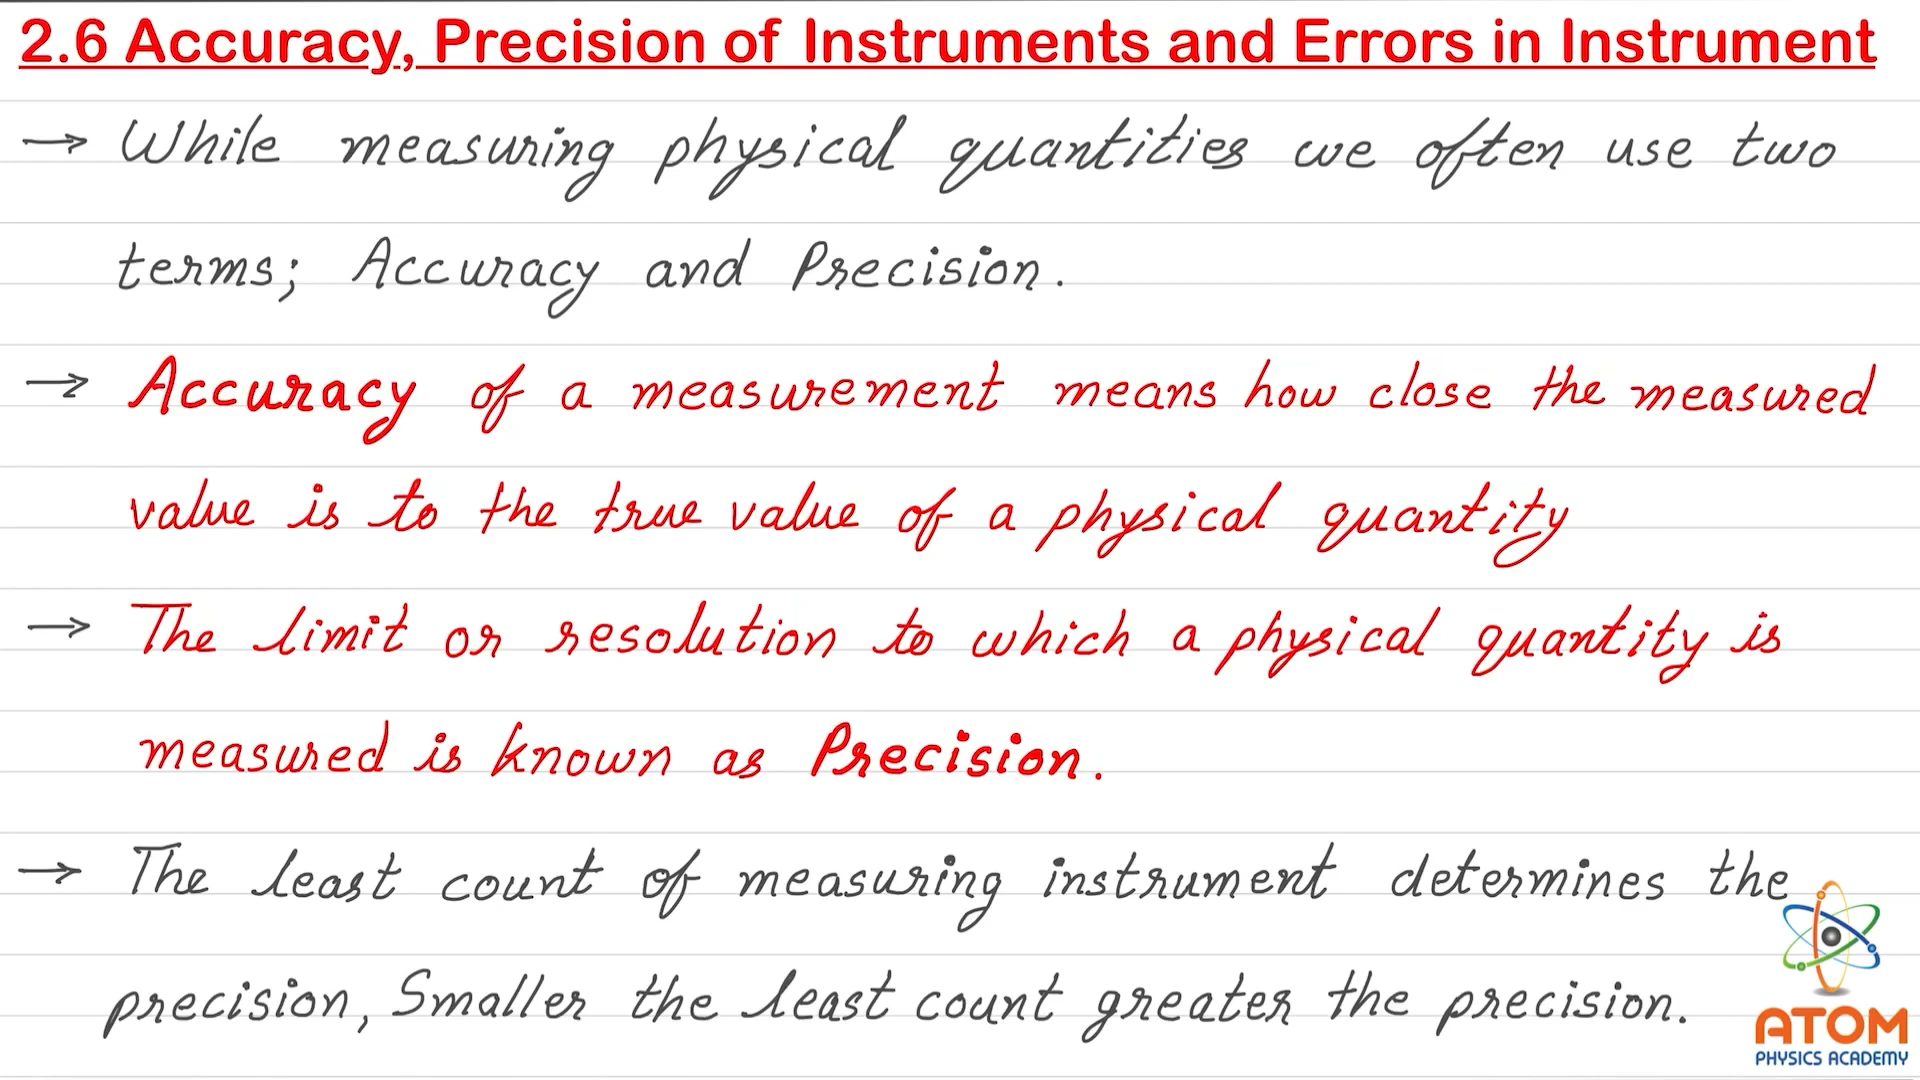 2.6 Accuracy, Precision of Instruments and Errors in Instrument
→ While measuring physical quantities we often use two
terms; Accuracy and Precision.
→ Accuracy of a measurement means how close the measured
value is to the true value of a physical quantity
→ The limit or resolution to which a physical quantity is
measured is known as Precision.
→ The least count of measuring instrument determines the
precision, Smaller the least count greater the precision.
ATOM
PHYSICS ACADEMY